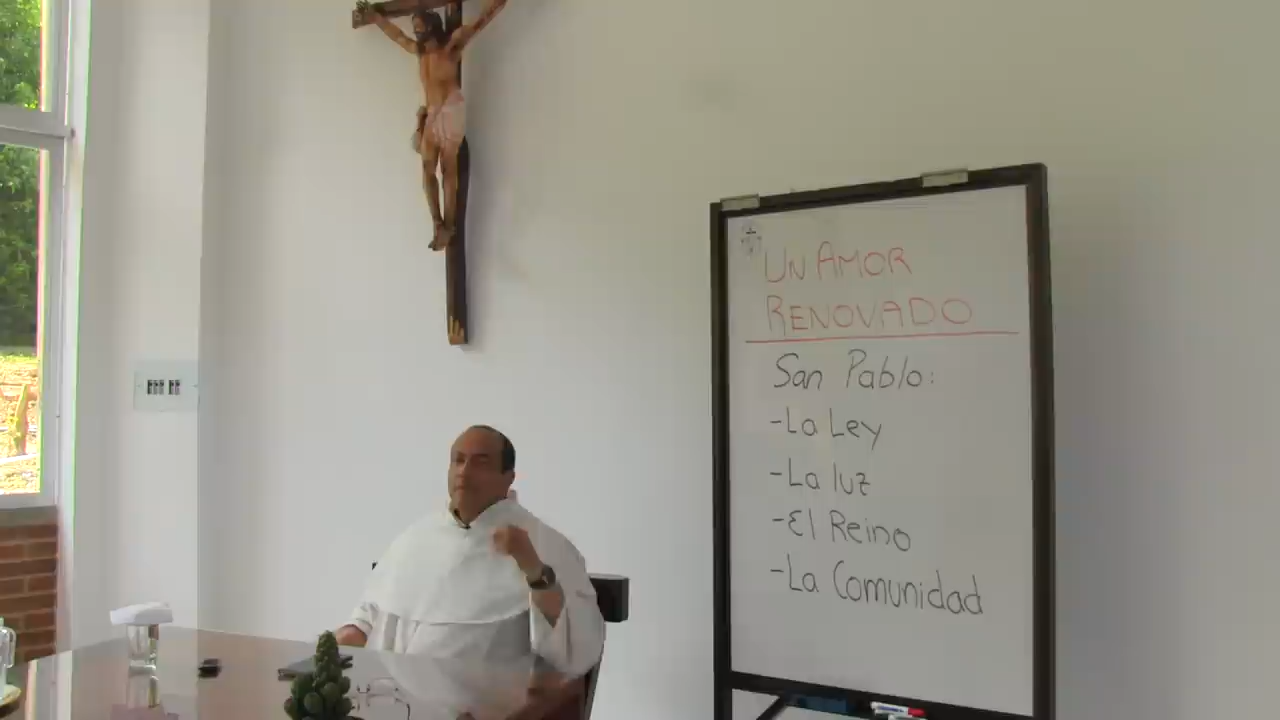 UN AMOR
RENOVADO
San Pablo:
-La Ley
-La luz
-El Reino
-La Comunidad